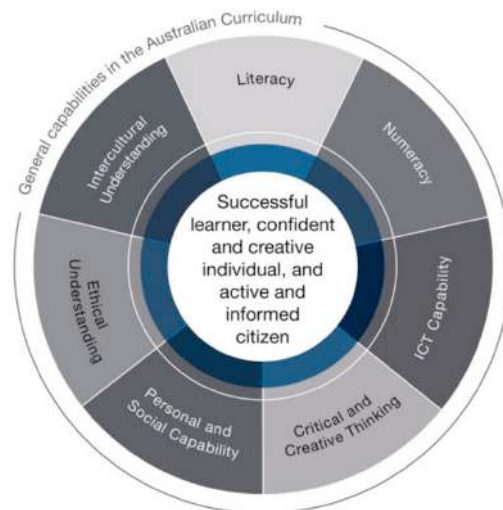 General capabilities in the Australian Curriculum
Literacy
Numeracy
ICT Capability
Critical and
Creative Thinking
Personal and
Social Capability
Ethical
Understanding
Intercultural
Understanding
Successful
learner, confident
and creative
individual, and
active and
informed
citizen